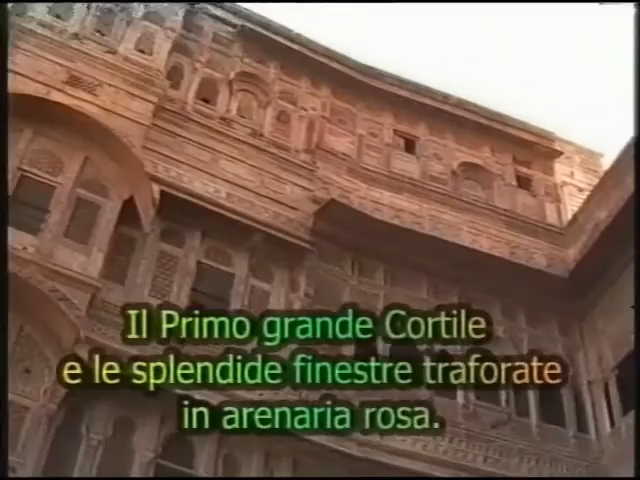 Il Primo grande Cortile
e le splendide finestre traforate
in arenaria rosa.